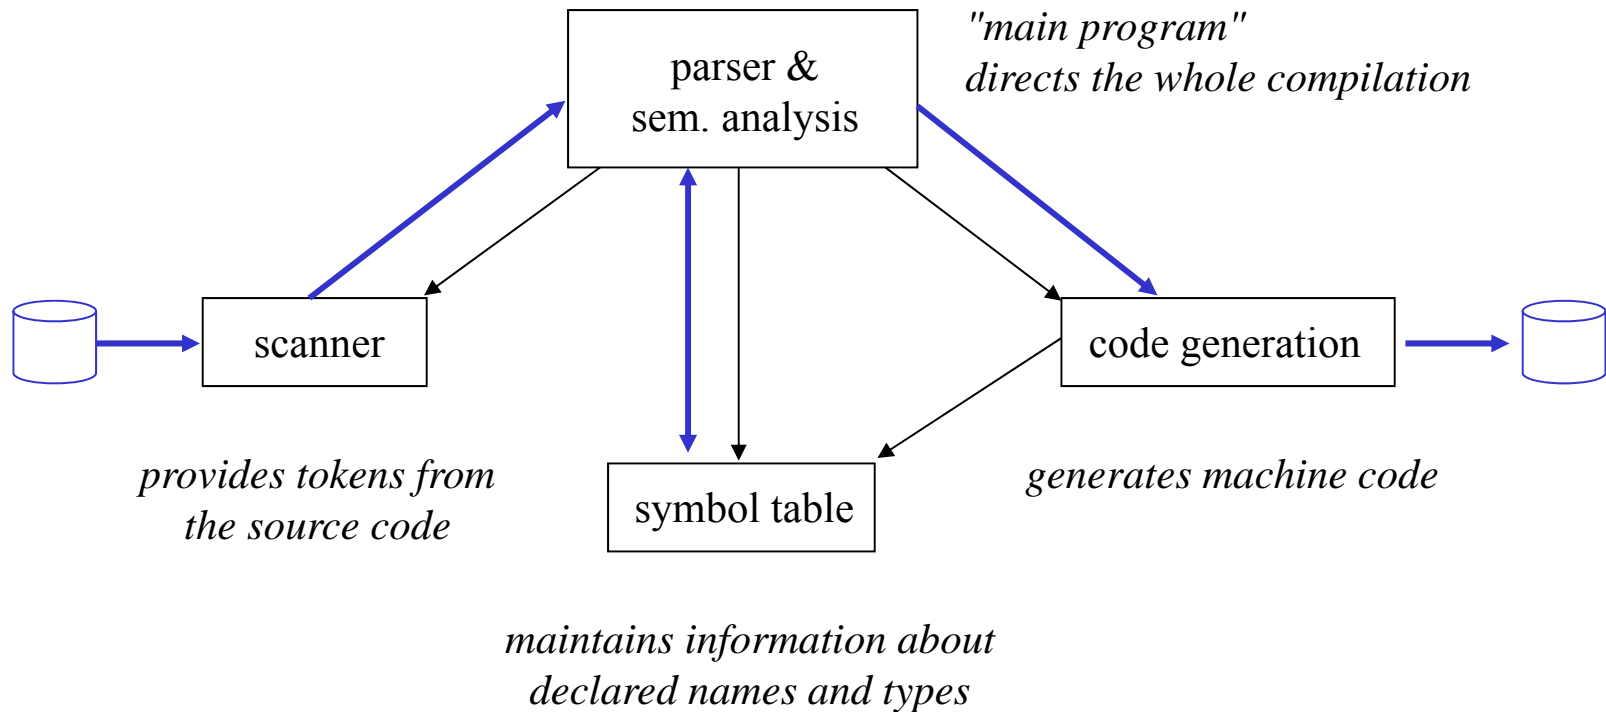 "main program"
directs the whole compilation
parser &
sem. analysis
scanner
code generation
provides tokens from
the source code
generates machine code
symbol table
maintains information about
declared names and types